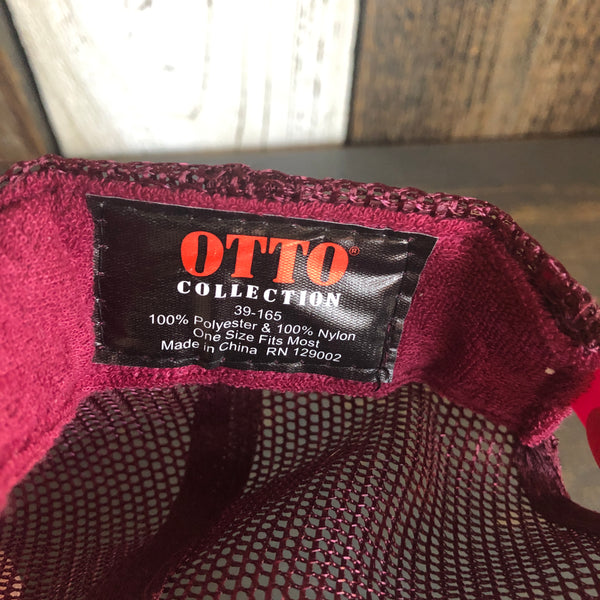 OTTO®
COLLECTION
39-165
100% Polyester & 100% Nylon
One Size Fits Most
Made in China RN 129002